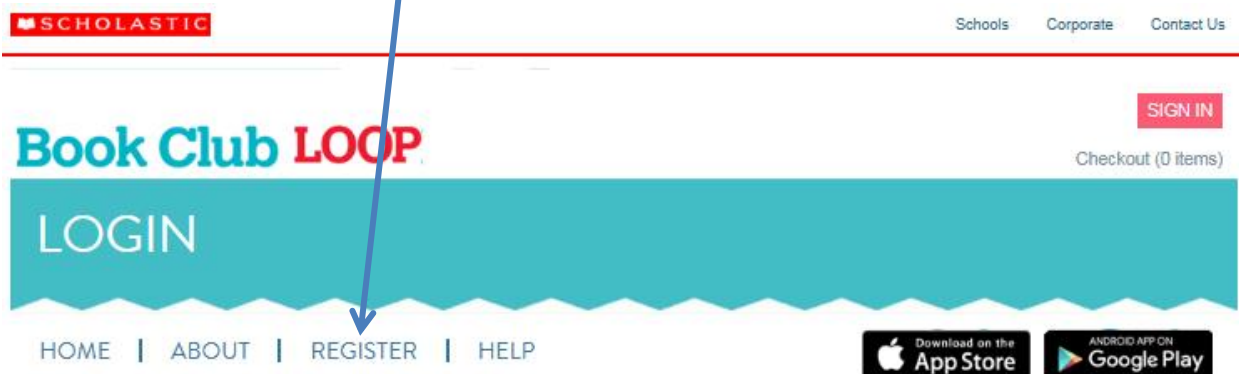 SCHOLASTIC
Schools Corporate Contact Us
SIGN IN
Book Club LOOP
Checkout (0 items)
LOGIN
HOME | ABOUT | REGISTER | HELP
Download on the
App Store
ANDROID APP ON
Google Play